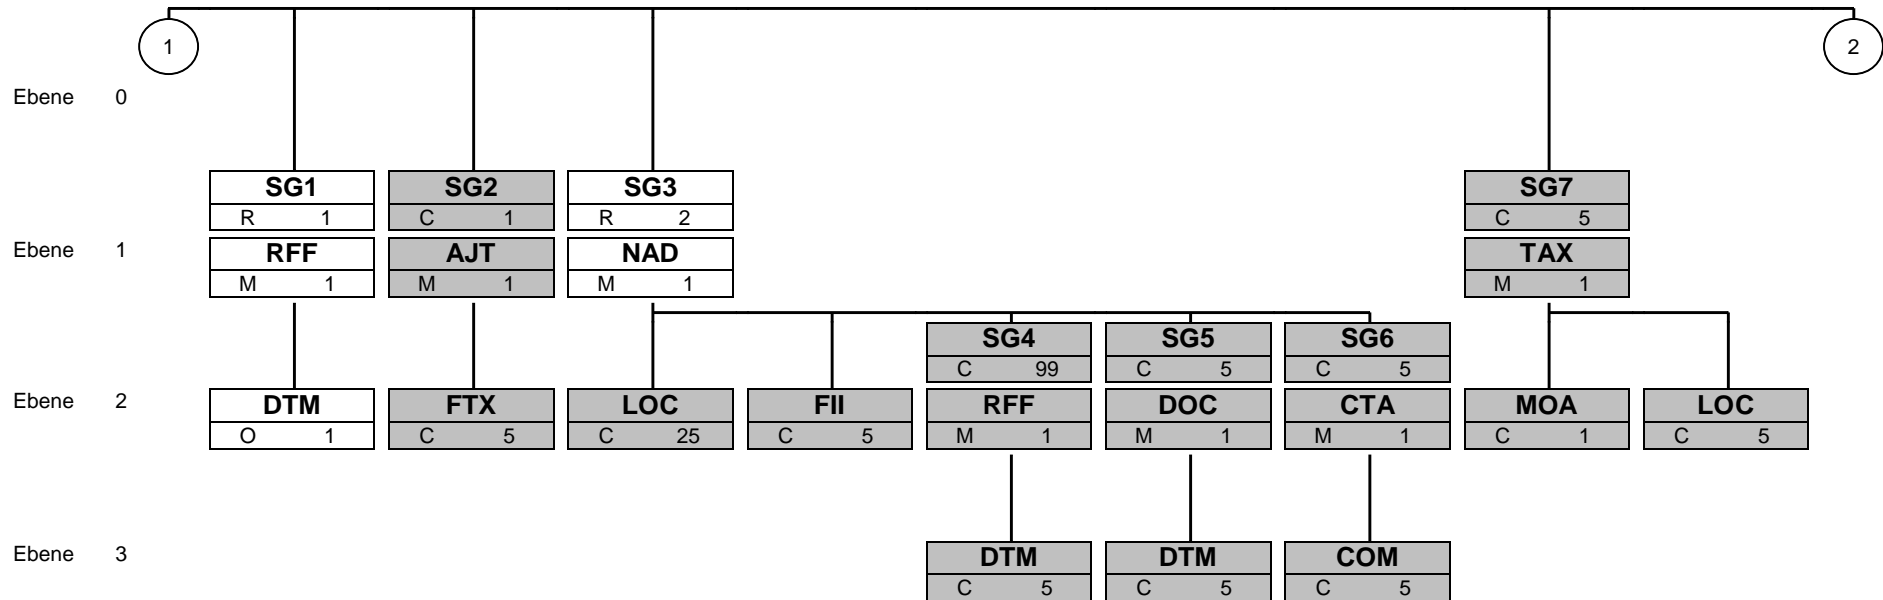 1 2
Ebene 0
SG1 SG2 SG3 SG7
R 1 C 1 R 2 C 5
Ebene 1 RFF AJT NAD TAX
M 1 M 1 M 1 M 1
SG4 SG5 SG6
C 99 C 5 C 5
Ebene 2 DTM FTX LOC FII RFF DOC CTA MOA LOC
O 1 C 5 C 25 C 5 M 1 M 1 M 1 C 1 C 5
Ebene 3 DTM DTM COM
C 5 C 5 C 5